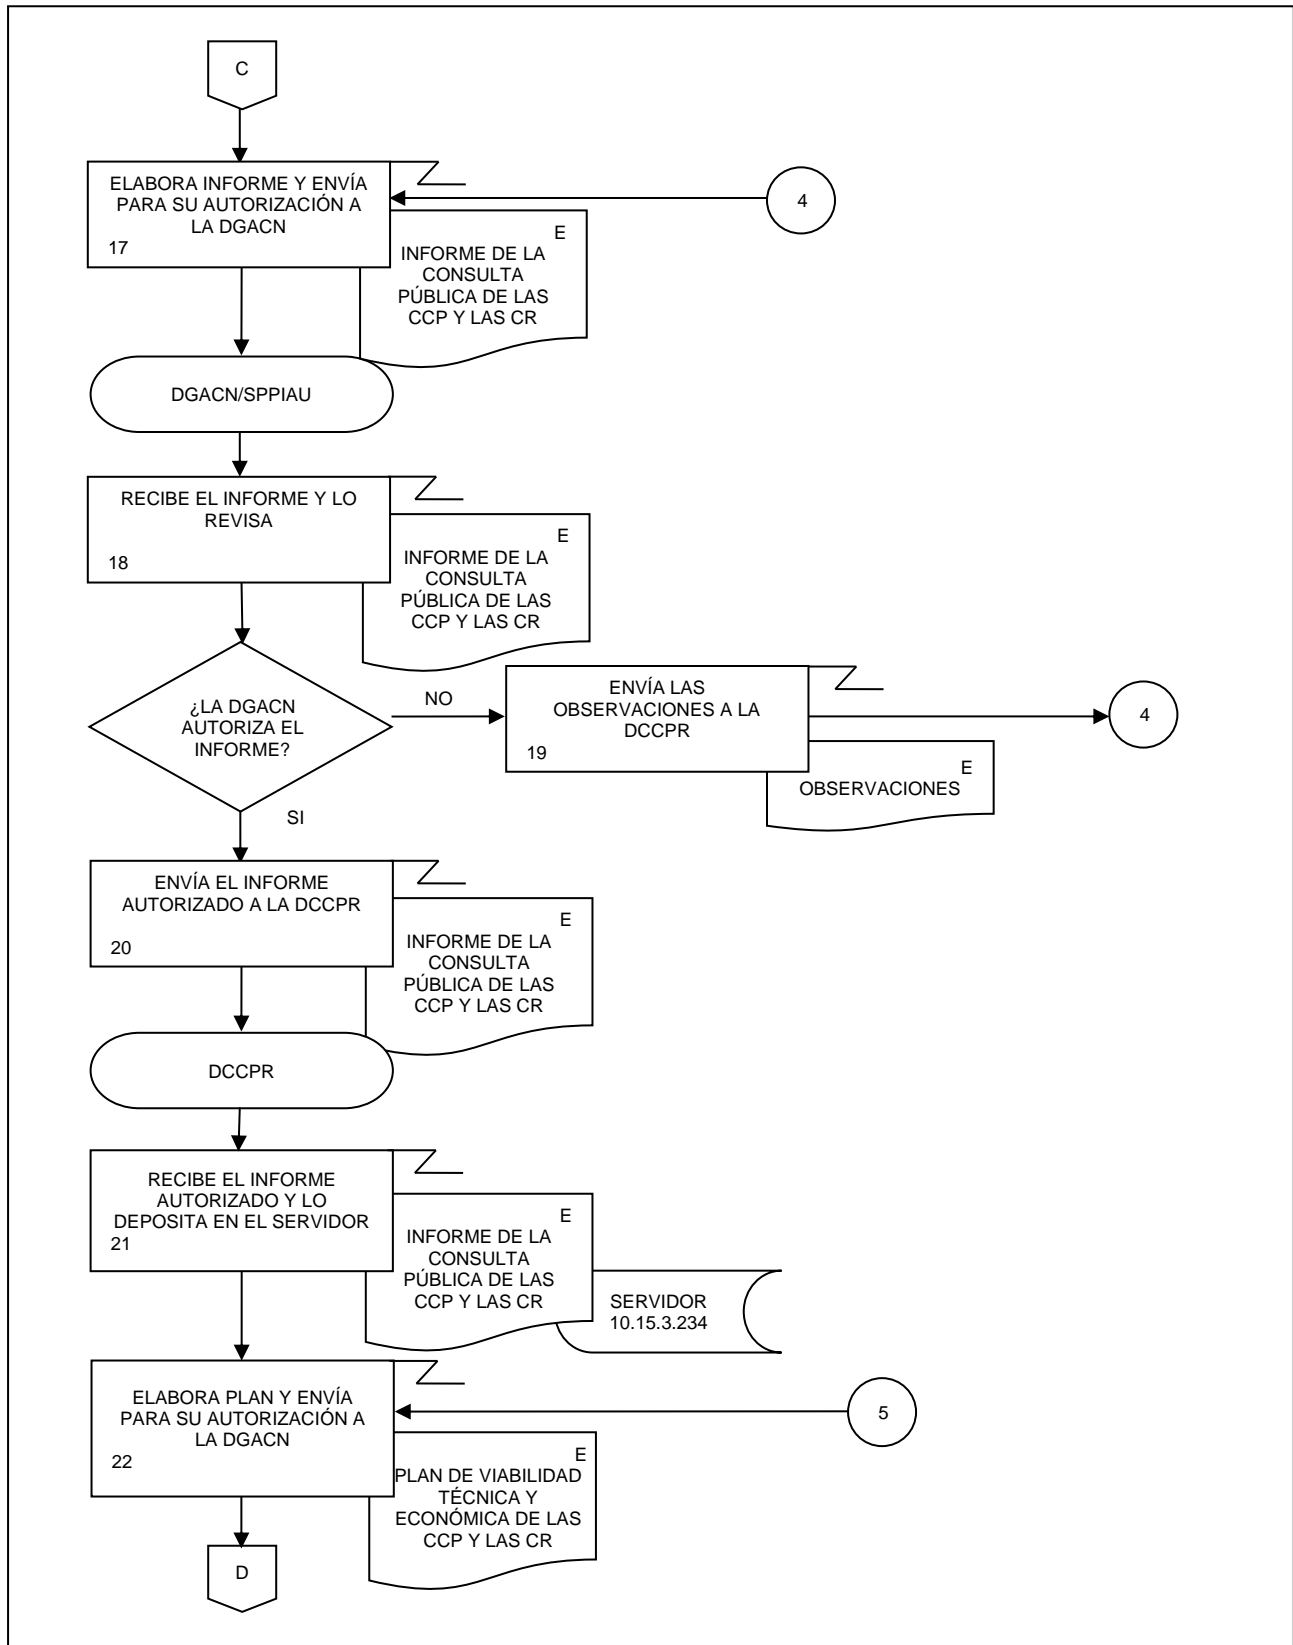 C
ELABORA INFORME Y ENVÍA
PARA SU AUTORIZACIÓN A
LA DGACN
17
4
E
INFORME DE LA
CONSULTA
PÚBLICA DE LAS
CCP Y LAS CR
DGACN/SPPIAU
RECIBE EL INFORME Y LO
REVISA
18
E
INFORME DE LA
CONSULTA
PÚBLICA DE LAS
CCP Y LAS CR
¿LA DGACN
AUTORIZA EL
INFORME?
NO
ENVÍA LAS
OBSERVACIONES A LA
DCCPR
19
4
E
OBSERVACIONES
SI
ENVÍA EL INFORME
AUTORIZADO A LA DCCPR
20
E
INFORME DE LA
CONSULTA
PÚBLICA DE LAS
CCP Y LAS CR
DCCPR
RECIBE EL INFORME
AUTORIZADO Y LO
DEPOSITA EN EL SERVIDOR
21
E
INFORME DE LA
CONSULTA
PÚBLICA DE LAS
CCP Y LAS CR
SERVIDOR
10.15.3.234
ELABORA PLAN Y ENVÍA
PARA SU AUTORIZACIÓN A
LA DGACN
22
5
E
PLAN DE VIABILIDAD
TÉCNICA Y
ECONÓMICA DE LAS
CCP Y LAS CR
D